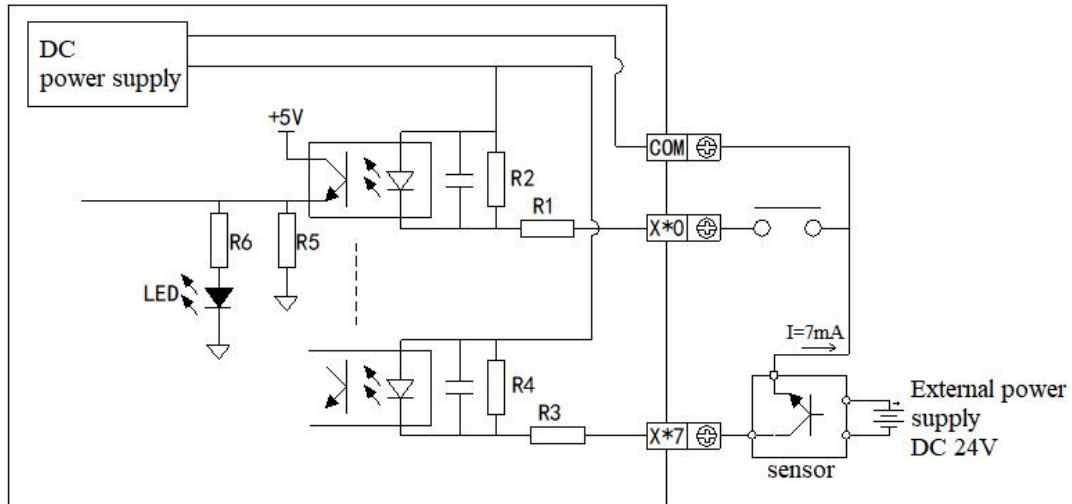 DC
power supply
+5V
COM
R2
R1
X*0
R6
R5
LED
I=7mA
R4
R3
X*7
External power
supply
DC 24V
sensor